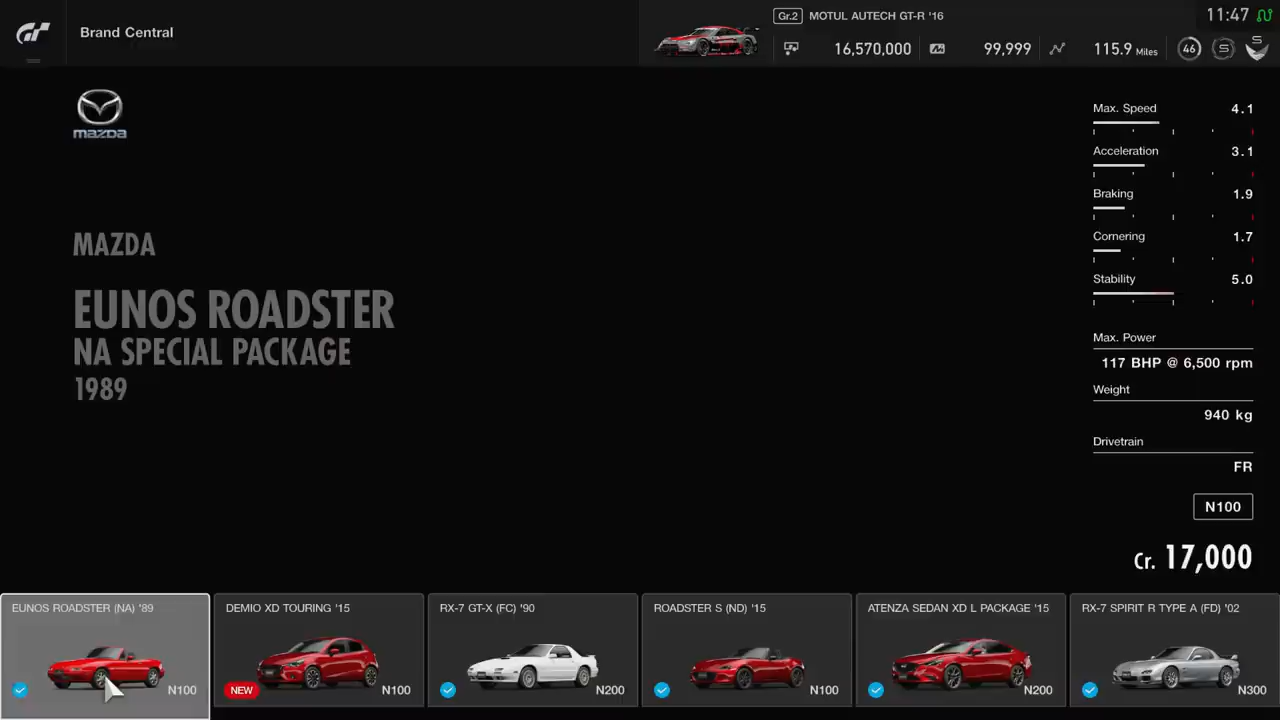 Brand Central
Gr.2 MOTUL AUTECH GT-R '16
11:47
16,570,000
99,999
115.9 Miles
46
S
S
mazda
MAZDA
EUNOS ROADSTER
NA SPECIAL PACKAGE
1989
Max. Speed 4.1
Acceleration 3.1
Braking 1.9
Cornering 1.7
Stability 5.0
Max. Power
117 BHP @ 6,500 rpm
Weight
940 kg
Drivetrain
FR
N100
Cr. 17,000
EUNOS ROADSTER (NA) '89
N100
DEMIO XD TOURING '15
NEW
N100
RX-7 GT-X (FC) '90
N200
ROADSTER S (ND) '15
N100
ATENZA SEDAN XD L PACKAGE '15
N200
RX-7 SPIRIT R TYPE A (FD) '02
N300